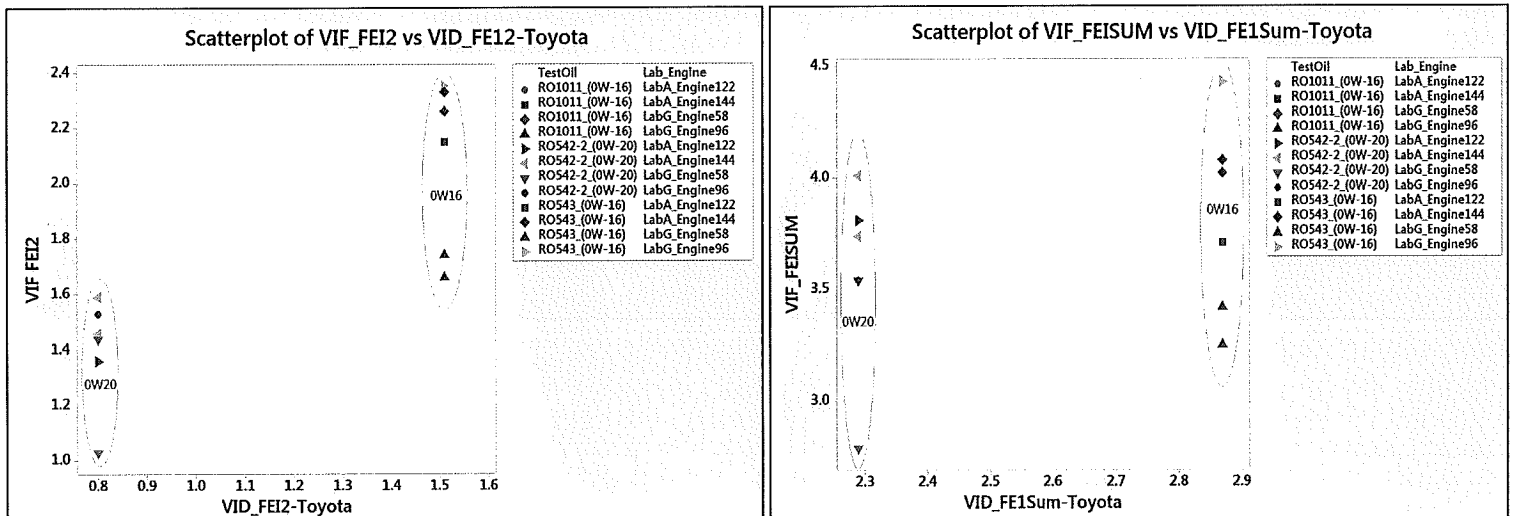 Scatterplot of VIF_FEI2 vs VID_FE12-Toyota
VIF FEI2
2.4
2.2
2.0
1.8
1.6
1.4
1.2
1.0
0W16
0W20
0.8 0.9 1.0 1.1 1.2 1.3 1.4 1.5 1.6
VID_FEI2-Toyota
TestOil Lab_Engine
RO1011_(0W-16) LabA_Engine122
RO1011_(0W-16) LabA_Engine144
RO1011_(0W-16) LabG_Engine58
RO1011_(0W-16) LabG_Engine96
RO542-2_(0W-20) LabA_Engine122
RO542-2_(0W-20) LabA_Engine144
RO542-2_(0W-20) LabG_Engine58
RO542-2_(0W-20) LabG_Engine96
RO543_(0W-16) LabA_Engine122
RO543_(0W-16) LabA_Engine144
RO543_(0W-16) LabG_Engine58
RO543_(0W-16) LabG_Engine96
Scatterplot of VIF_FEISUM vs VID_FE1Sum-Toyota
VIF_FEISUM
4.5
4.0
3.5
3.0
0W16
0W20
2.3 2.4 2.5 2.6 2.7 2.8 2.9
VID_FE1Sum-Toyota
TestOil Lab_Engine
RO1011_(0W-16) LabA_Engine122
RO1011_(0W-16) LabA_Engine144
RO1011_(0W-16) LabG_Engine58
RO1011_(0W-16) LabG_Engine96
RO542-2_(0W-20) LabA_Engine122
RO542-2_(0W-20) LabA_Engine144
RO542-2_(0W-20) LabG_Engine58
RO542-2_(0W-20) LabG_Engine96
RO543_(0W-16) LabA_Engine122
RO543_(0W-16) LabA_Engine144
RO543_(0W-16) LabG_Engine58
RO543_(0W-16) LabG_Engine96